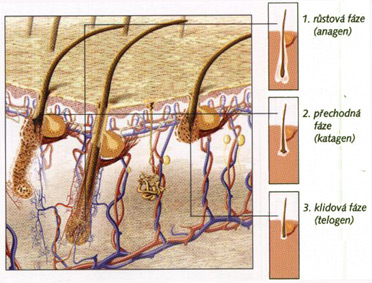 1. růstová fáze
(anagen)
2. přechodná
fáze
(katagen)
3. klidová fáze
(telogen)